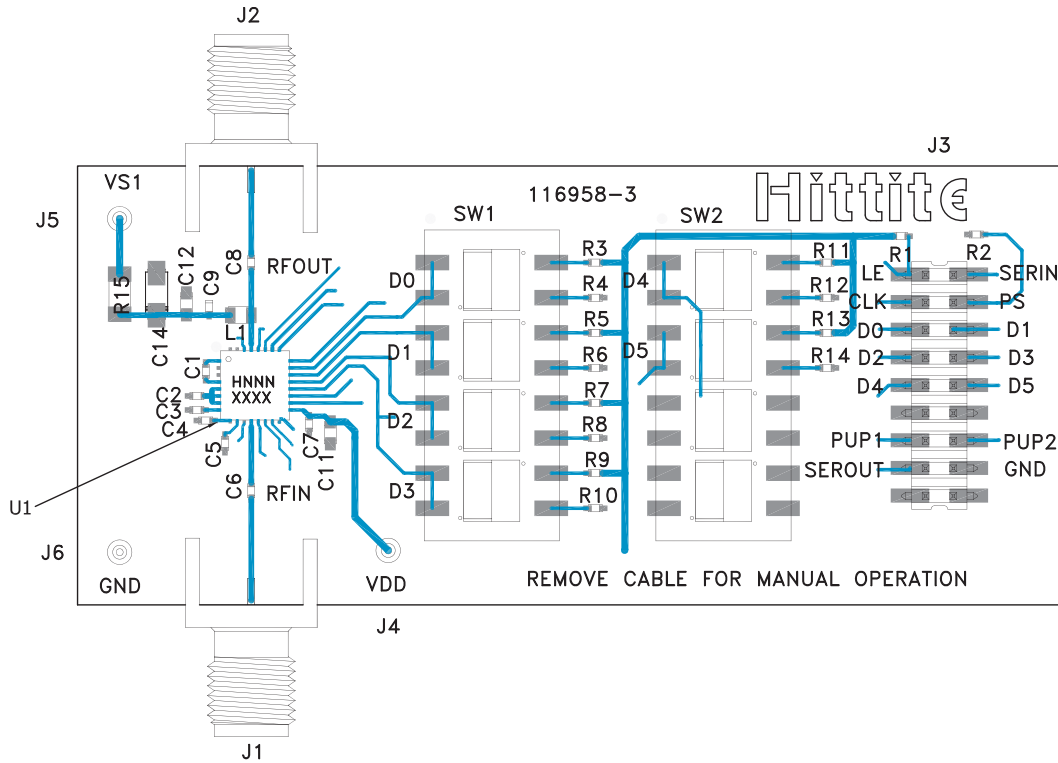 J2
J3
VS1
116958-3
Hittite
J5
SW1
SW2
R3
R11
R1
R2
C12
C8
RFOUT
D0
D4
LE
SERIN
R15
C9
R4
R12
CLK
PS
C14
L1
R5
R13
D0
D1
C1
D1
D5
R6
R14
D2
D3
HNNN
XXXX
C2
R7
D4
D5
C3
C4
C5
C7
C11
D2
R8
PUP1
PUP2
C6
RFIN
D3
R9
SEROUT
GND
U1
R10
J6
GND
VDD
REMOVE CABLE FOR MANUAL OPERATION
J4
J1